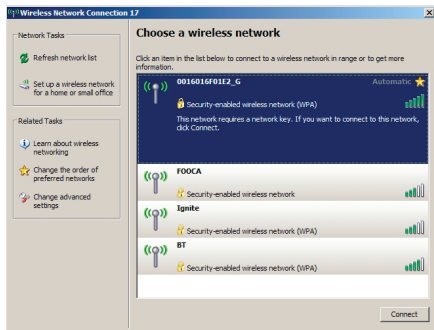 Wireless Network Connection 17
Network Tasks
Refresh network list
Set up a wireless network
for a home or small office
Related Tasks
Learn about wireless
networking
Change the order of
preferred networks
Change advanced
settings
Choose a wireless network
Click an item in the list below to connect to a wireless network in range or to get more
information.
0016016F01E2_G
Automatic
Security-enabled wireless network (WPA)
This network requires a network key. If you want to connect to this network,
click Connect.
FOOCA
Security-enabled wireless network
Ignite
Security-enabled wireless network (WPA)
BT
Security-enabled wireless network (WPA)
Connect